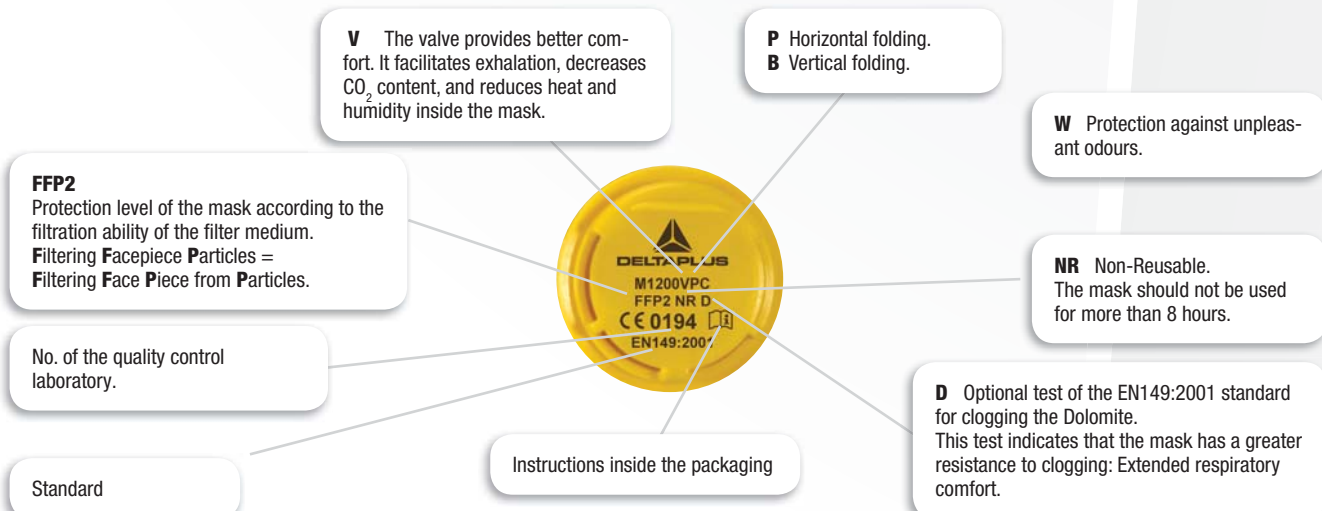 V The valve provides better com-
fort. It facilitates exhalation, decreases
CO₂ content, and reduces heat and
humidity inside the mask.
P Horizontal folding.
B Vertical folding.
W Protection against unpleas-
ant odours.
FFP2
Protection level of the mask according to the
filtration ability of the filter medium.
Filtering Facepiece Particles =
Filtering Face Piece from Particles.
DELTAPLUS
M1200VPC
FFP2 NR D
CE 0194
EN149:2001
NR Non-Reusable.
The mask should not be used
for more than 8 hours.
No. of the quality control
laboratory.
D Optional test of the EN149:2001 standard
for clogging the Dolomite.
This test indicates that the mask has a greater
resistance to clogging: Extended respiratory
comfort.
Instructions inside the packaging
Standard